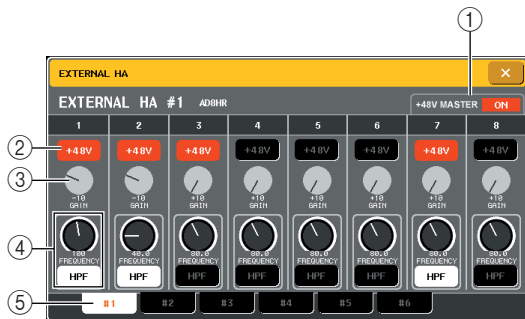 ①
EXTERNAL HA ×
EXTERNAL HA #1 AD8HR +48V MASTER ON
1 2 3 4 5 6 7 8
② +48V +48V +48V +48V +48V +48V +48V +48V
③ -10 -10 +10 +10 +10 +10 +10 +10
GAIN GAIN GAIN GAIN GAIN GAIN GAIN GAIN
④ 100 40.0 80.0 80.0 80.0 80.0 80.0 80.0
FREQUENCY FREQUENCY FREQUENCY FREQUENCY FREQUENCY FREQUENCY FREQUENCY FREQUENCY
HPF HPF HPF HPF HPF HPF HPF HPF
⑤ #1 #2 #3 #4 #5 #6